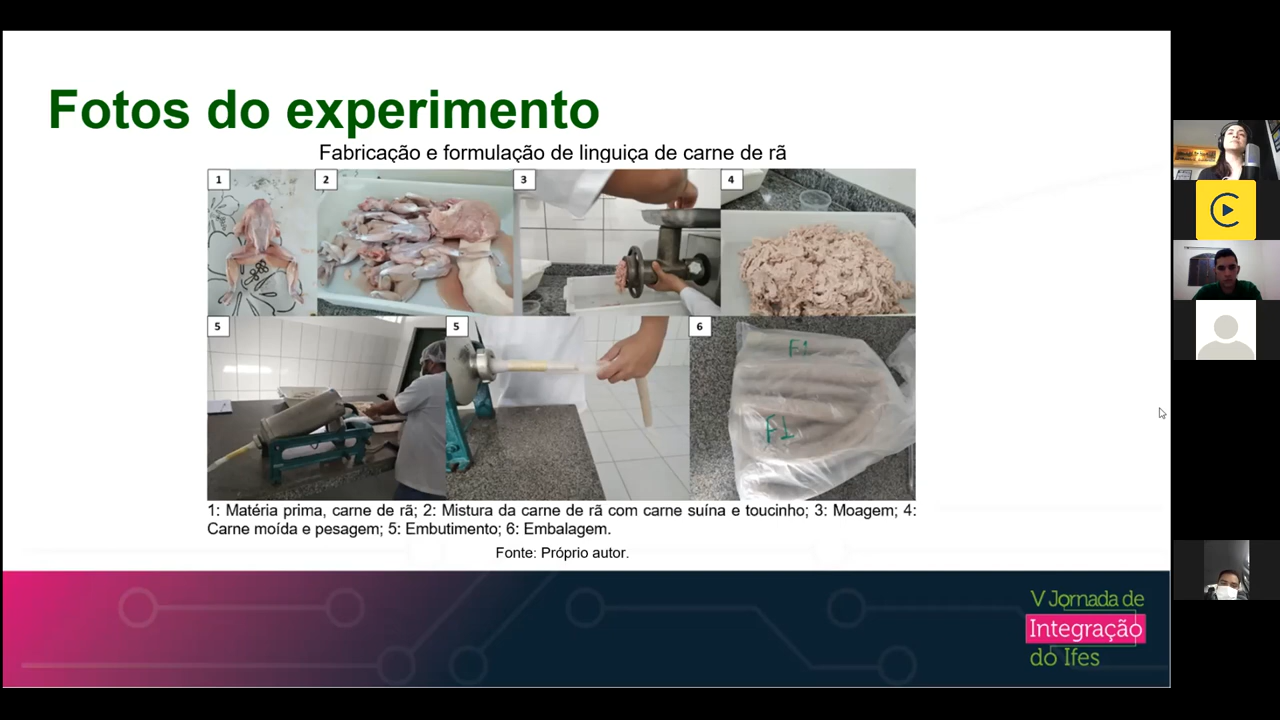 Fotos do experimento
Fabricação e formulação de linguiça de carne de rã
1
2
3
4
5
5
6
F1
F1
1: Matéria prima, carne de rã; 2: Mistura da carne de rã com carne suína e toucinho; 3: Moagem; 4:
Carne moída e pesagem; 5: Embutimento; 6: Embalagem.
Fonte: Próprio autor.
V Jornada de
Integração
do Ifes